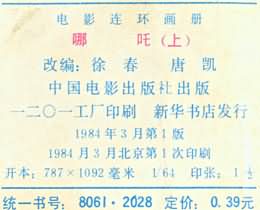 电影连环画册
哪吒(上)
改编：徐春 唐凯
中国电影出版社出版
一二〇一工厂印刷 新华书店发行
1984年3月第1版
1984年3月北京第1次印刷
开本：787×1092毫米 1/64 印张：1½
统一书号：8061·2028 定价：0.39元